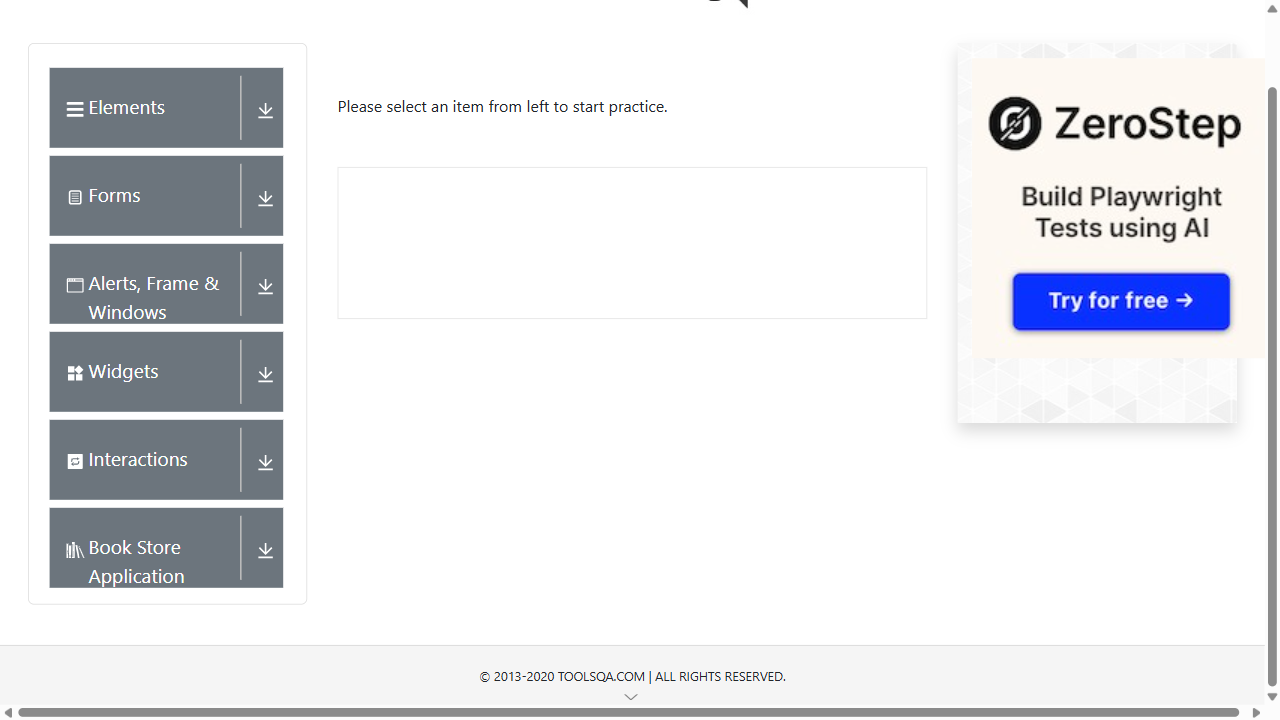 Elements
Forms
Alerts, Frame &
Windows
Widgets
Interactions
Book Store
Application
Please select an item from left to start practice.
ZeroStep
Build Playwright
Tests using AI
Try for free →
© 2013-2020 TOOLSQA.COM | ALL RIGHTS RESERVED.